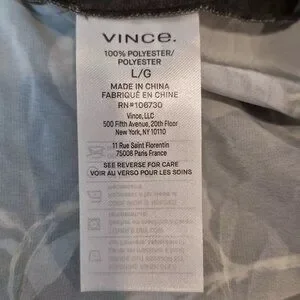 VINCE.
100% POLYESTER/
POLYESTER
L/G
MADE IN CHINA
FABRIQUÉ EN CHINE
RN#106730
Vince, LLC
500 Fifth Avenue, 20th Floor
New York, NY 10110
11 Rue Saint Florentin
75008 Paris France
SEE REVERSE FOR CARE
VOIR AU VERSO POUR LES SOINS